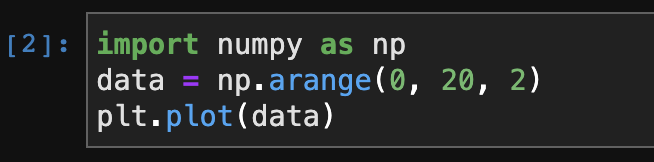 [2]: import numpy as np
data = np.arange(0, 20, 2)
plt.plot(data)